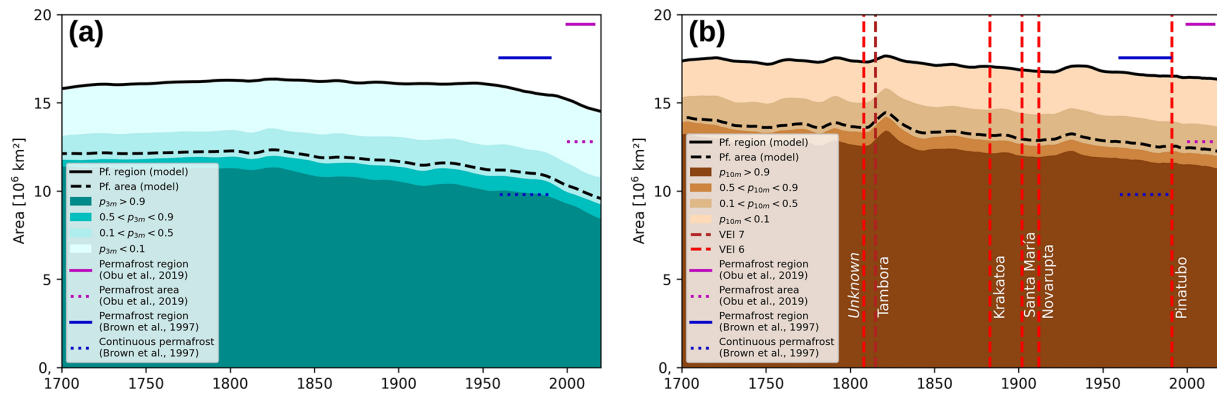 (a)
Area [10⁶ km²]
20
15
10
5
0,
1700 1750 1800 1850 1900 1950 2000
Pf. region (model)
Pf. area (model)
p3m > 0.9
0.5 < p3m < 0.9
0.1 < p3m < 0.5
p3m < 0.1
Permafrost region
(Obu et al., 2019)
Permafrost area
(Obu et al., 2019)
Permafrost region
(Brown et al., 1997)
Continuous permafrost
(Brown et al., 1997)
(b)
Area [10⁶ km²]
20
15
10
5
0,
1700 1750 1800 1850 1900 1950 2000
Pf. region (model)
Pf. area (model)
p10m > 0.9
0.5 < p10m < 0.9
0.1 < p10m < 0.5
p10m < 0.1
VEI 7
VEI 6
Permafrost region
(Obu et al., 2019)
Permafrost area
(Obu et al., 2019)
Permafrost region
(Brown et al., 1997)
Continuous permafrost
(Brown et al., 1997)
Unknown
Tambora
Krakatoa
Santa María
Novarupta
Pinatubo